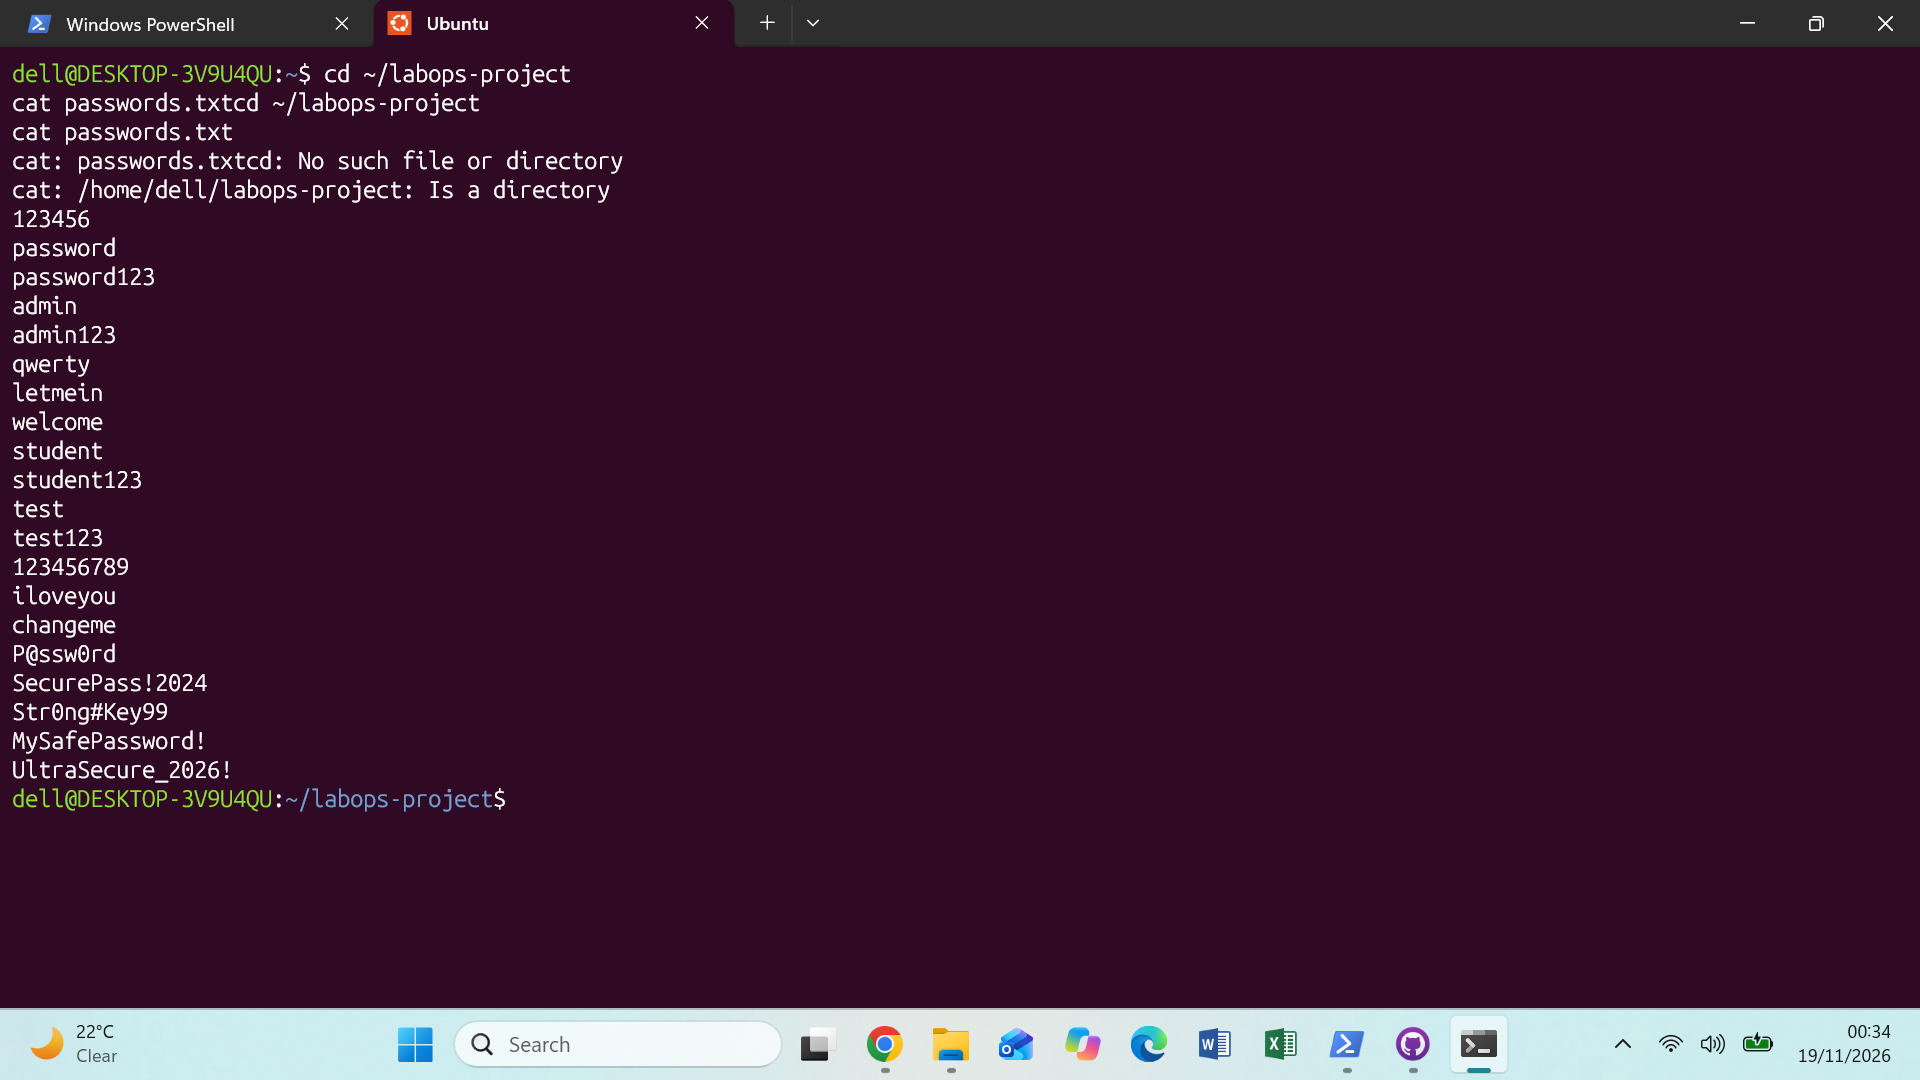 Windows PowerShell
Ubuntu
dell@DESKTOP-3V9U4QU:~$ cd ~/labops-project
cat passwords.txtcd ~/labops-project
cat passwords.txt
cat: passwords.txtcd: No such file or directory
cat: /home/dell/labops-project: Is a directory
123456
password
password123
admin
admin123
qwerty
letmein
welcome
student
student123
test
test123
123456789
iloveyou
changeme
P@ssw0rd
SecurePass!2024
Str0ng#Key99
MySafePassword!
UltraSecure_2026!
dell@DESKTOP-3V9U4QU:~/labops-project$
22°C
Clear
Search
00:34
19/11/2026